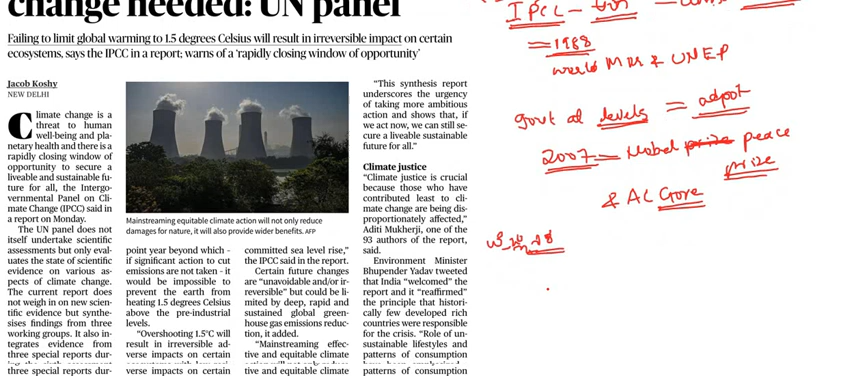 change needed: UN panel
Failing to limit global warming to 1.5 degrees Celsius will result in irreversible impact on certain
ecosystems, says the IPCC in a report; warns of a ‘rapidly closing window of opportunity’
Jacob Koshy
NEW DELHI
Climate change is a
threat to human
well-being and pla-
netary health and there is a
rapidly closing window of
opportunity to secure a
liveable and sustainable fu-
ture for all, the Intergo-
vernmental Panel on Cli-
mate Change (IPCC) said in
a report on Monday.
The UN panel does not
itself undertake scientific
assessments but only eval-
uates the state of scientific
evidence on various as-
pects of climate change.
The current report does
not weigh in on new scien-
tific evidence but synthe-
sises findings from three
working groups. It also in-
tegrates evidence from
three special reports dur-
three special reports dur-
Mainstreaming equitable climate action will not only reduce
damages for nature, it will also provide wider benefits. AFP
point year beyond which -
if significant action to cut
emissions are not taken - it
would be impossible to
prevent the earth from
heating 1.5 degrees Celsius
above the pre-industrial
levels.
“Overshooting 1.5°C will
result in irreversible ad-
verse impacts on certain
verse impacts on certain
committed sea level rise,”
the IPCC said in the report.
Certain future changes
are “unavoidable and/or ir-
reversible” but could be li-
mited by deep, rapid and
sustained global green-
house gas emissions reduc-
tion, it added.
“Mainstreaming effec-
tive and equitable climate
tive and equitable climate
“This synthesis report
underscores the urgency
of taking more ambitious
action and shows that, if
we act now, we can still se-
cure a liveable sustainable
future for all.”
Climate justice
“Climate justice is crucial
because those who have
contributed least to cli-
mate change are being dis-
proportionately affected,”
Aditi Mukherji, one of the
93 authors of the report,
said.
Environment Minister
Bhupender Yadav tweeted
that India “welcomed” the
report and it “reaffirmed”
the principle that histori-
cally few developed rich
countries were responsible
for the crisis. “Role of un-
sustainable lifestyles and
patterns of consumption
patterns of consumption
IPCC -
= 1988
World & UNEP
Govt at levels = adopt
2007 = Nobel prize peace
prize
& AL Gore